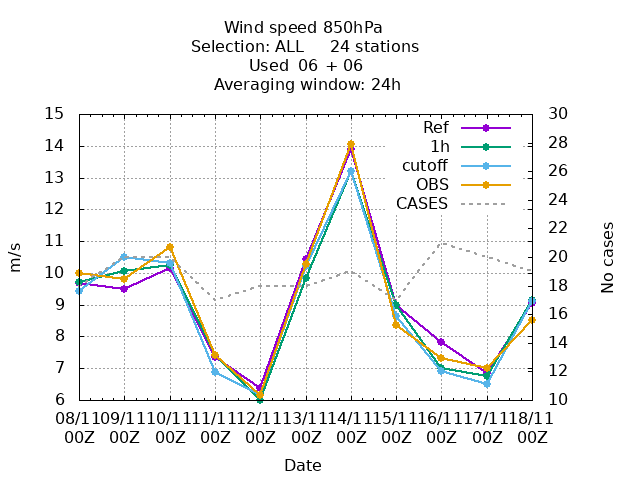 Wind speed 850hPa
Selection: ALL 24 stations
Used 06 + 06
Averaging window: 24h
15 30
14 28
13 26
12 24
11 22
10 20
9 18
8 16
7 14
6 12
10
Ref
1h
cutoff
OBS
CASES
m/s
No cases
08/11 09/11 10/11 11/11 12/11 13/11 14/11 15/11 16/11 17/11 18/11
00Z 00Z 00Z 00Z 00Z 00Z 00Z 00Z 00Z 00Z 00Z
Date